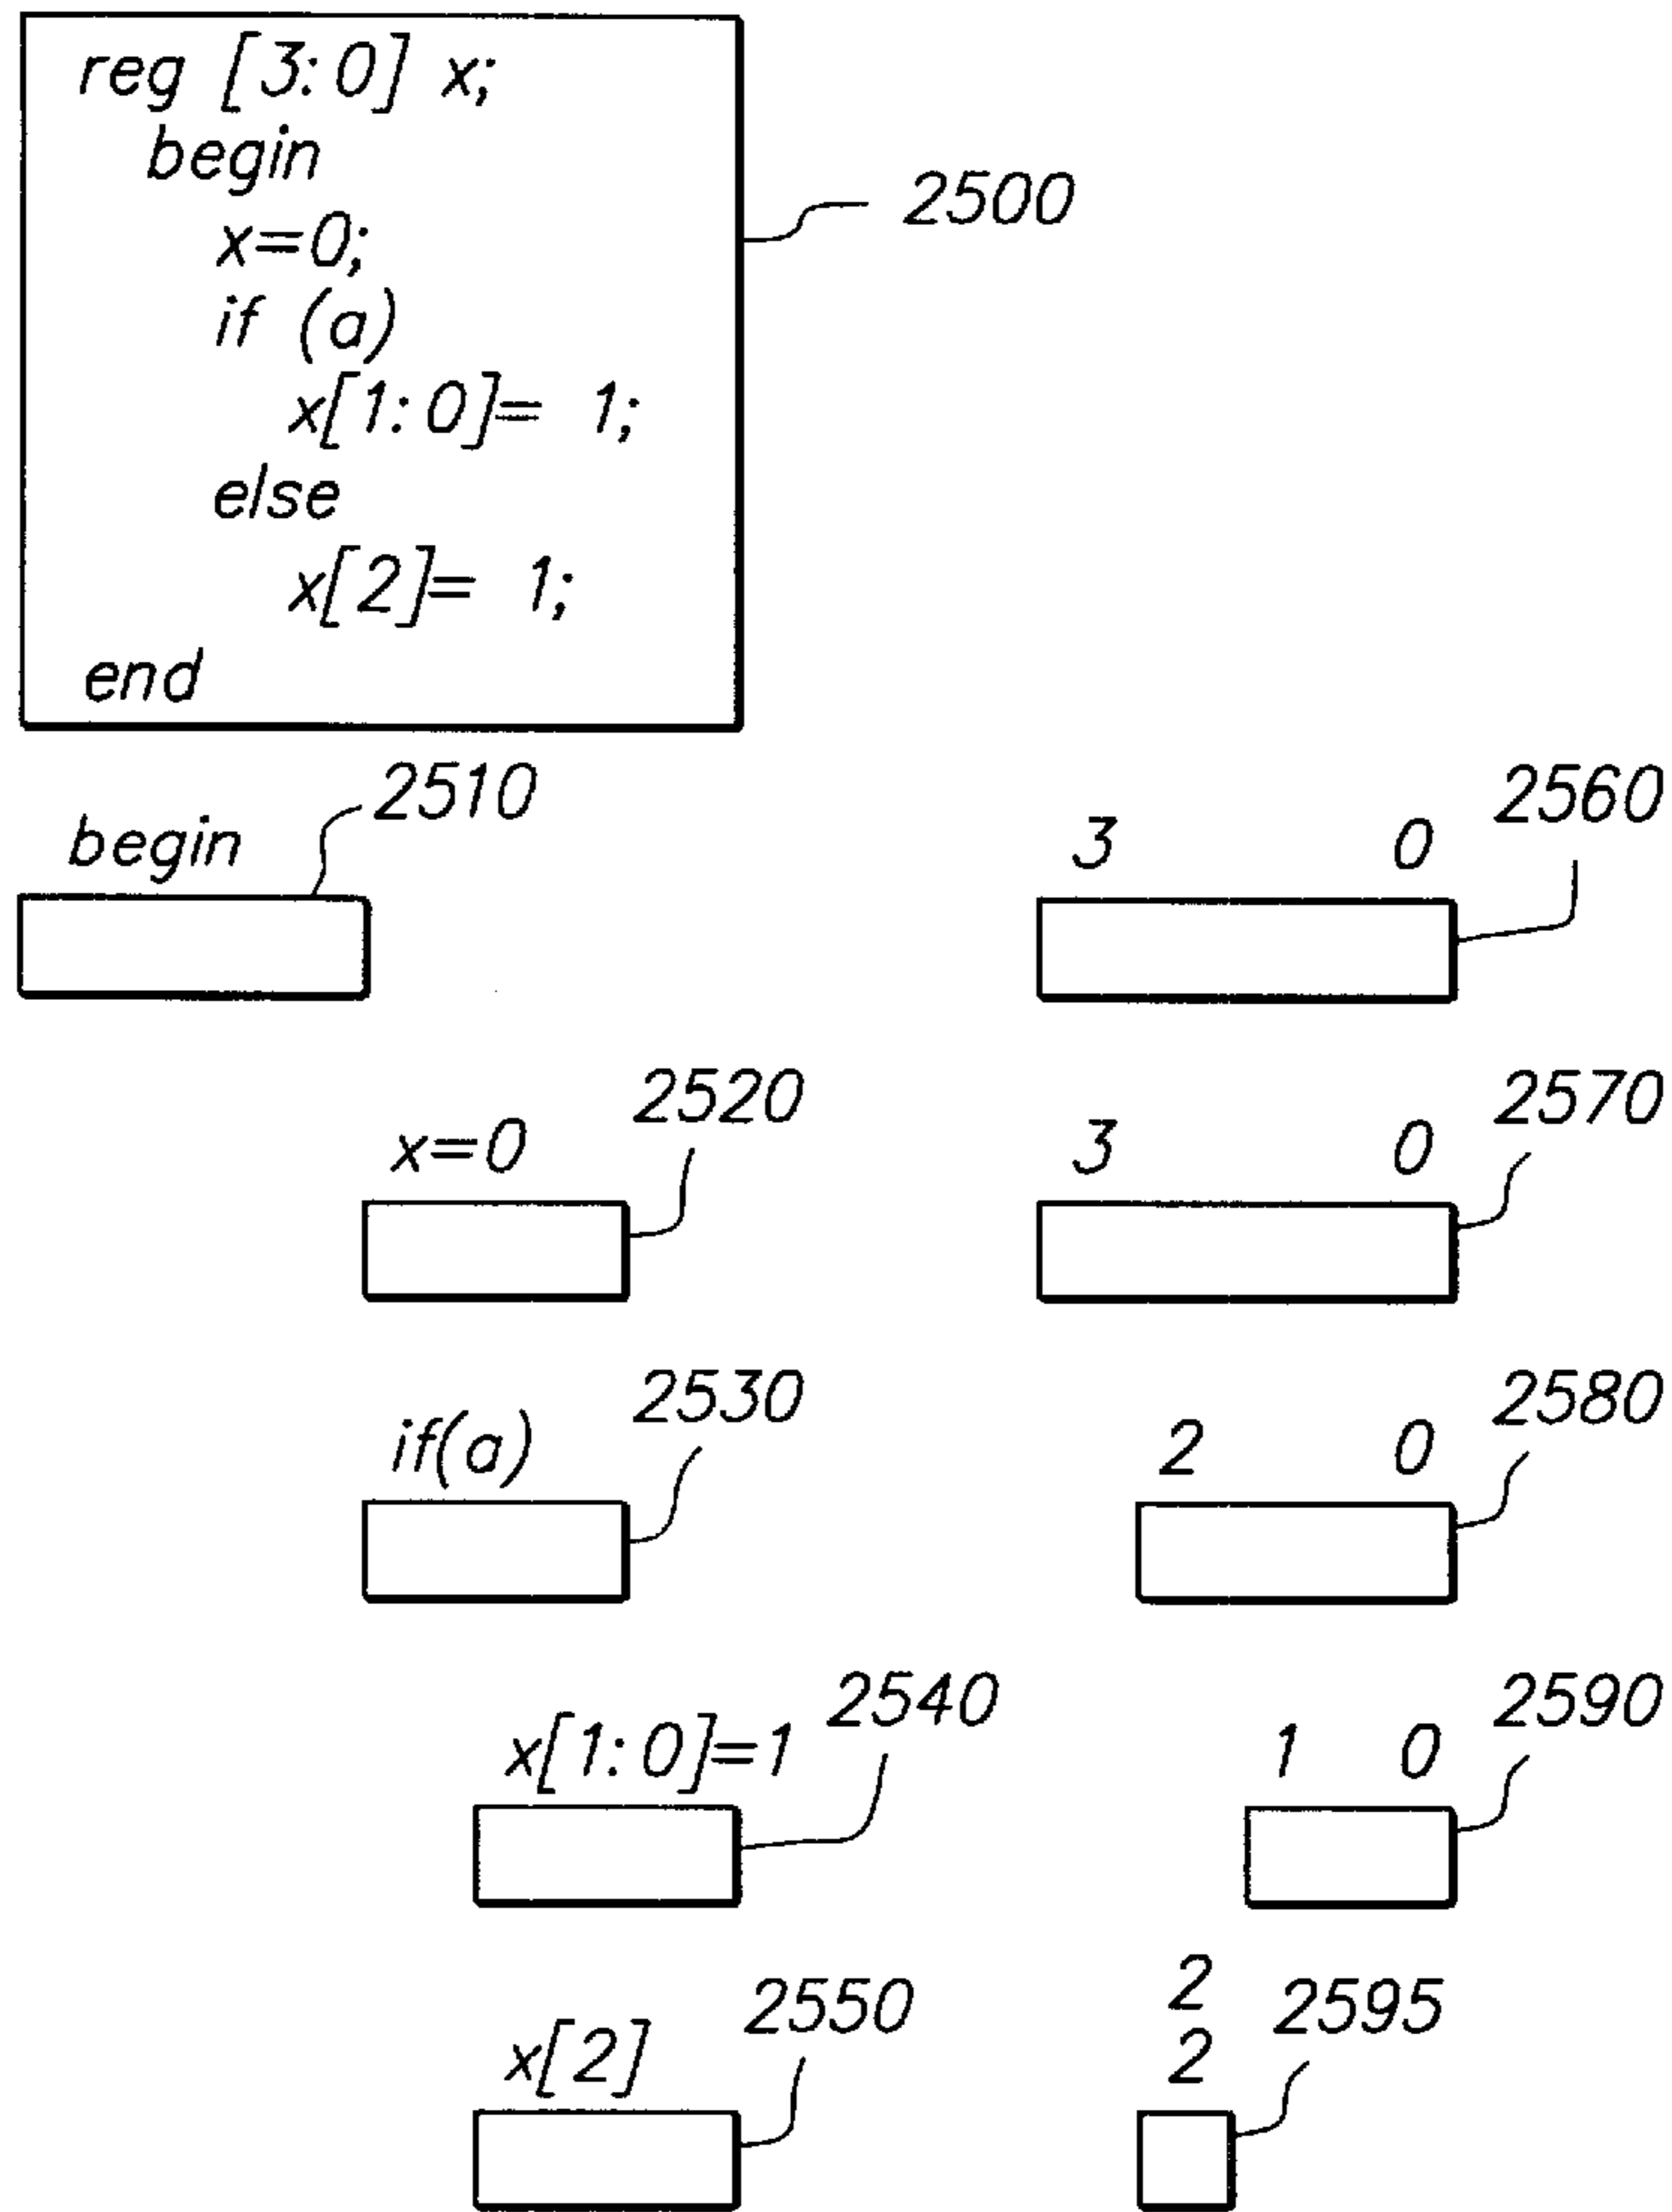 reg [3:0] x;
begin
x=0;
if (a)
x[1:0]= 1;
else
x[2]= 1;
end
2500
begin 2510
3 0 2560
x=0 2520
3 0 2570
if(a) 2530
2 0 2580
x[1:0]=1 2540
1 0 2590
x[2] 2550
2
2 2595